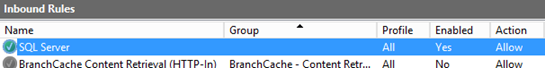 Inbound Rules
Name Group Profile Enabled Action
SQL Server All Yes Allow
BranchCache Content Retrieval (HTTP-In) BranchCache - Content Retr... All No Allow